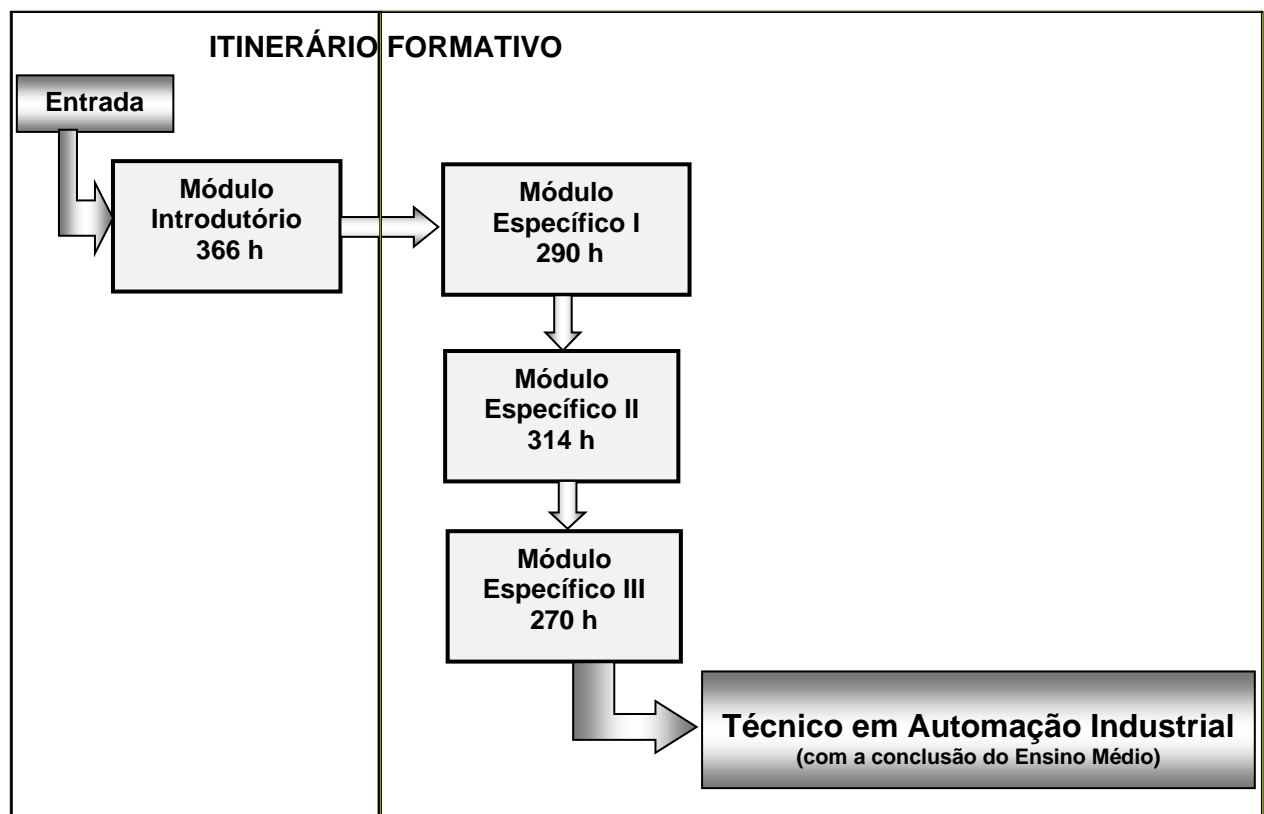 ITINERÁRIO FORMATIVO
Entrada
Módulo
Introdutório
366 h
Módulo
Específico I
290 h
Módulo
Específico II
314 h
Módulo
Específico III
270 h
Técnico em Automação Industrial
(com a conclusão do Ensino Médio)